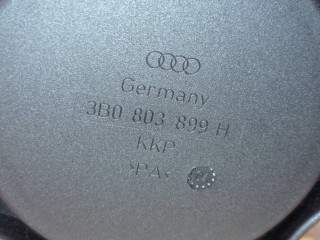 Germany
3B0 803 899 H
KKP
>PA<